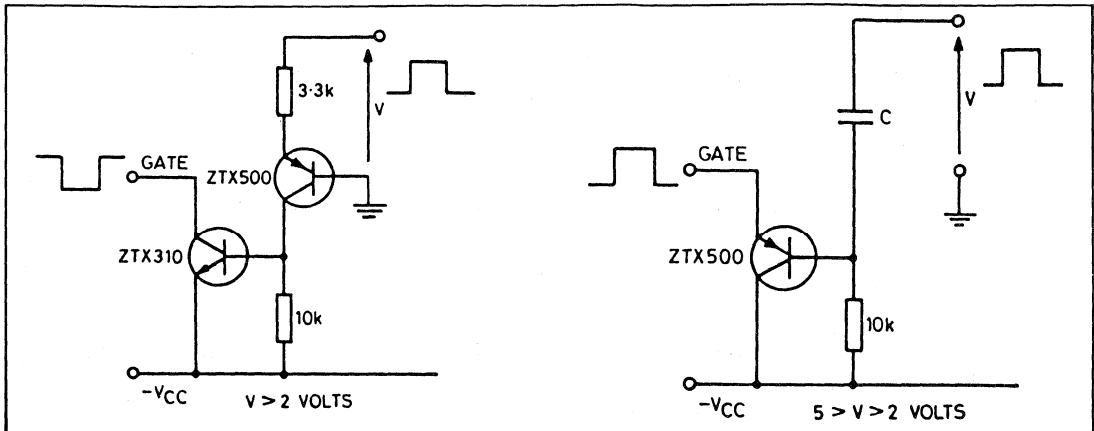 3·3k
V
GATE
ZTX500
ZTX310
10k
-VCC
V > 2 VOLTS
C
V
GATE
ZTX500
10k
-VCC
5 > V > 2 VOLTS